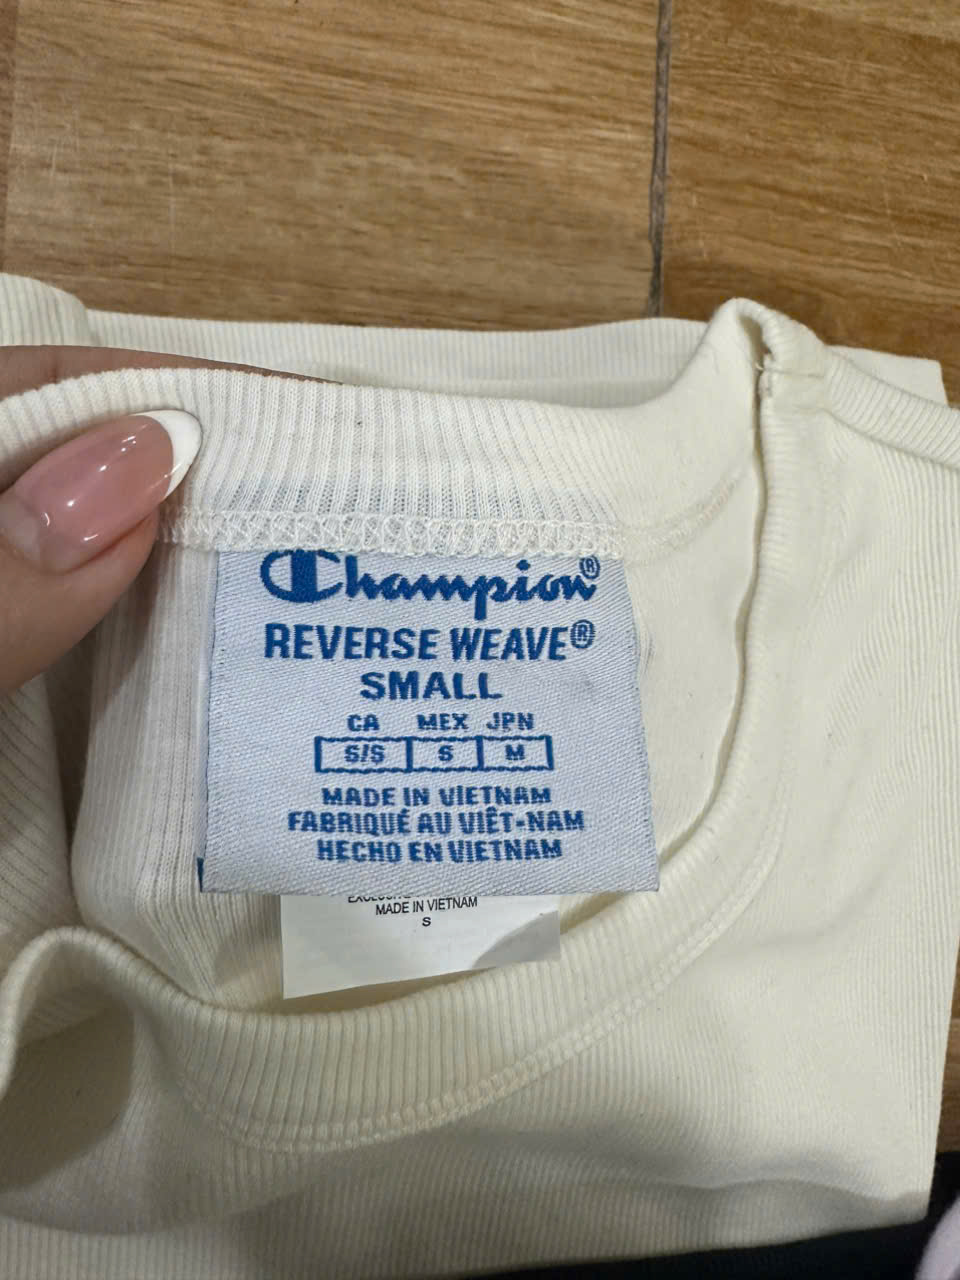 Champion®
REVERSE WEAVE®
SMALL
CA MEX JPN
S/S S M
MADE IN VIETNAM
FABRIQUÉ AU VIÊT-NAM
HECHO EN VIETNAM
MADE IN VIETNAM
S